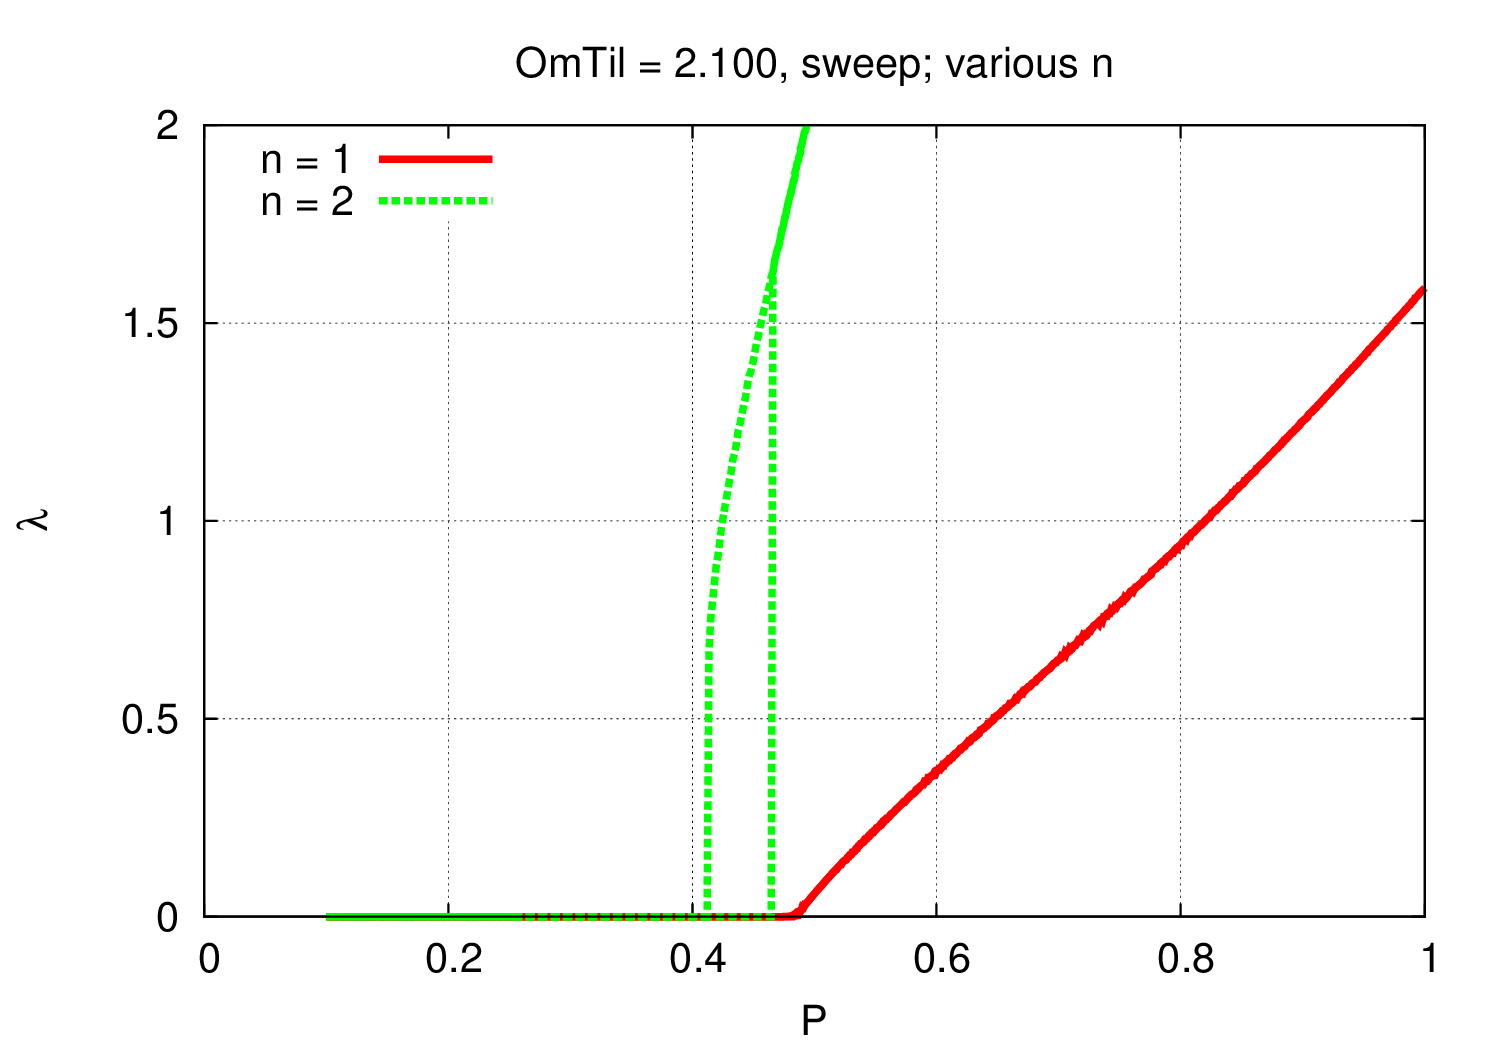 OmTil = 2.100, sweep; various n
n = 1
n = 2
2
1.5
1
0.5
0
λ
0 0.2 0.4 0.6 0.8 1
P